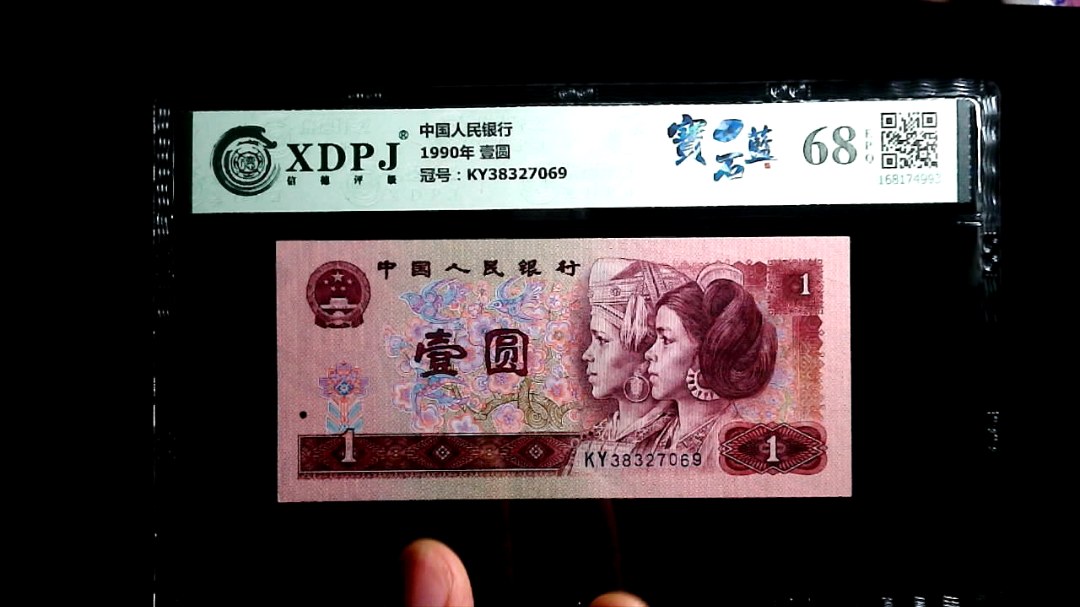 XDPJ®
信德评级
中国人民银行
1990年 壹圆
冠号：KY38327069
寶石藍
68
EPQ
168174993
中国人民银行
1
壹圆
1
KY38327069
1